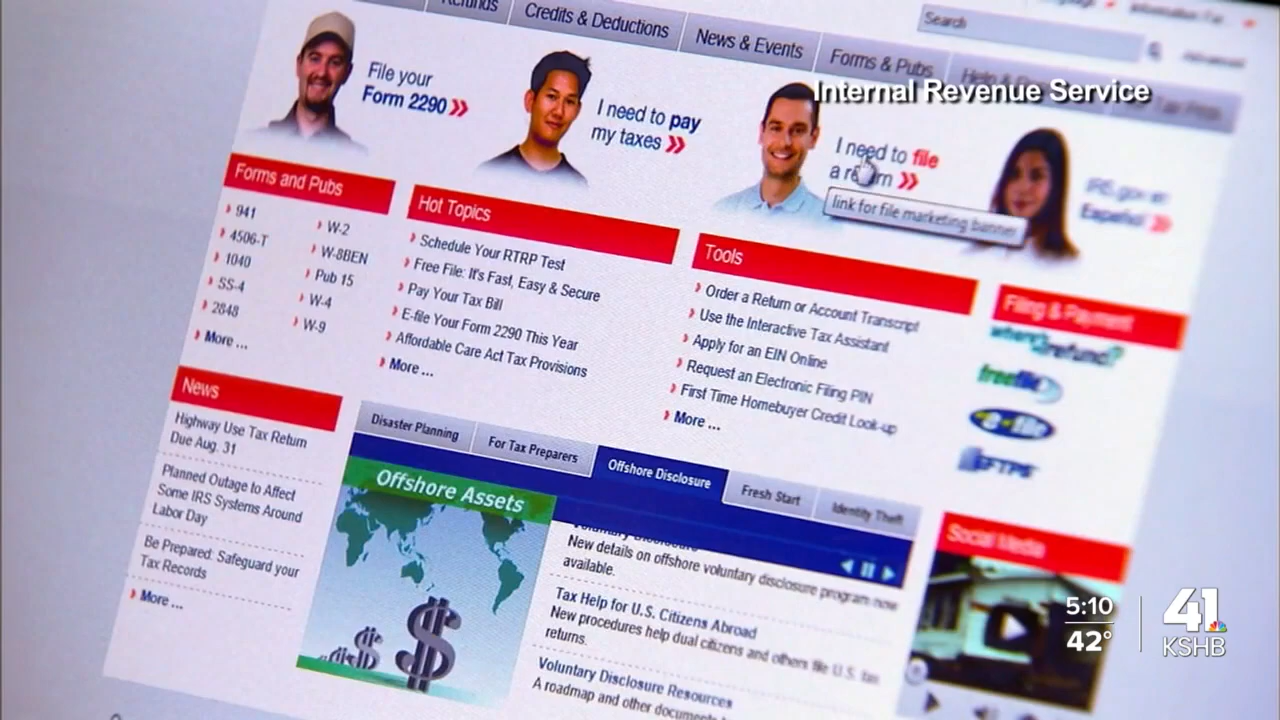 Refunds
Credits & Deductions
News & Events
Forms & Pubs
Search
Internal Revenue Service
File your
Form 2290
I need to pay
my taxes
I need to file
a return
link for file marketing banner
IRS.gov en
Español
Forms and Pubs
941
4506-T
1040
SS-4
2848
More ...
W-2
W-8BEN
Pub 15
W-4
W-9
Hot Topics
Schedule Your RTRP Test
Free File: It's Fast, Easy & Secure
Pay Your Tax Bill
E-file Your Form 2290 This Year
Affordable Care Act Tax Provisions
More ...
Tools
Order a Return or Account Transcript
Use the Interactive Tax Assistant
Apply for an EIN Online
Request an Electronic Filing PIN
First Time Homebuyer Credit Look-up
More ...
Filing & Payment
where's my refund?
freefile
e-file
EFTPS
News
Highway Use Tax Return
Due Aug. 31
Planned Outage to Affect
Some IRS Systems Around
Labor Day
Be Prepared: Safeguard your
Tax Records
More ...
Disaster Planning
For Tax Preparers
Offshore Disclosure
Fresh Start
Identity Theft
Offshore Assets
Voluntary Disclosure
New details on offshore voluntary disclosure program now
available.
Tax Help for U.S. Citizens Abroad
New procedures help dual citizens and others file U.S. tax
returns.
Voluntary Disclosure Resources
A roadmap and other documents
Social Media
5:10
42°
41
KSHB